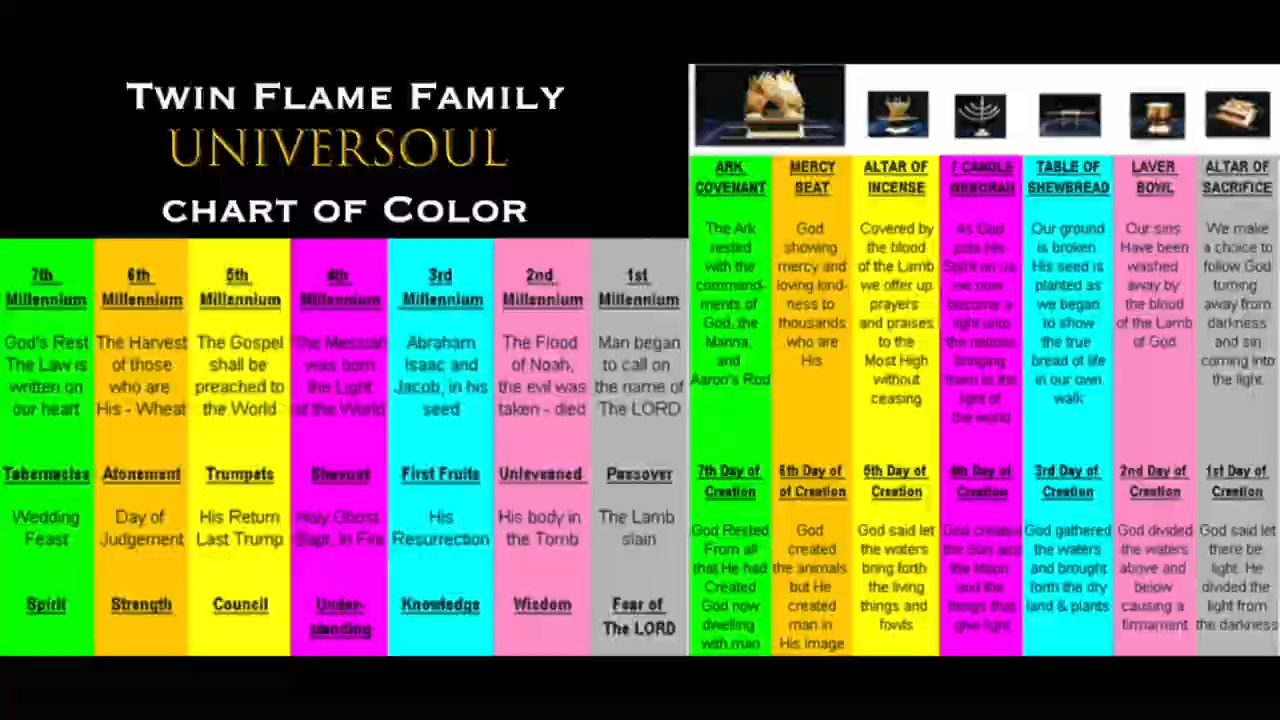 TWIN FLAME FAMILY
UNIVERSOUL
CHART OF COLOR
7th
Millennium
God's Rest
The Law is
written on
our heart
Tabernacles
Wedding
Feast
Spirit
6th
Millennium
The Harvest
of those
who are
His - Wheat
Atonement
Day of
Judgement
Strength
5th
Millennium
The Gospel
shall be
preached to
the World
Trumpets
His Return
Last Trump
Council
4th
Millennium
The Messiah
was born
the Light
of the World
Shavuot
Holy Ghost
Bapt. in Fire
Under-
standing
3rd
Millennium
Abraham
Isaac and
Jacob, in his
seed
First Fruits
His
Resurrection
Knowledge
2nd
Millennium
The Flood
of Noah,
the evil was
taken - died
Unleavened
His body in
the Tomb
Wisdom
1st
Millennium
Man began
to call on
the name of
The LORD
Passover
The Lamb
slain
Fear of
The LORD
ARK
COVENANT
The Ark
rested
with the
command-
ments of
God, the
Manna,
and
Aaron's Rod
7th Day of
Creation
God Rested
From all
that He had
Created
God now
dwelling
with man
MERCY
SEAT
God
showing
mercy and
loving kind-
ness to
thousands
who are
His
6th Day
of Creation
God
created
the animals
but He
created
man in
His image
ALTAR OF
INCENSE
Covered by
the blood
of the Lamb
we offer up
prayers
and praises
to the
Most High
without
ceasing
5th Day of
Creation
God said let
the waters
bring forth
the living
things and
fowls
7 CANDLE
As God
puts His
Spirit on us
we now
become a
light unto
the nations
bringing
them to the
light of
the world
4th Day of
Creation
God created
the Sun and
the Moon
and the
things that
give light
TABLE OF
SHEWBREAD
Our ground
is broken
His seed is
planted as
we began
to show
the true
bread of life
in our own
walk
3rd Day of
Creation
God gathered
the waters
and brought
forth the dry
land & plants
LAVER
BOWL
Our sins
Have been
washed
away by
the blood
of the Lamb
of God
2nd Day of
Creation
God divided
the waters
above and
below
causing a
firmament
ALTAR OF
SACRIFICE
We make
a choice to
follow God
turning
away from
darkness
and sin
coming into
the light
1st Day of
Creation
God said let
there be
light. He
divided the
light from
the darkness